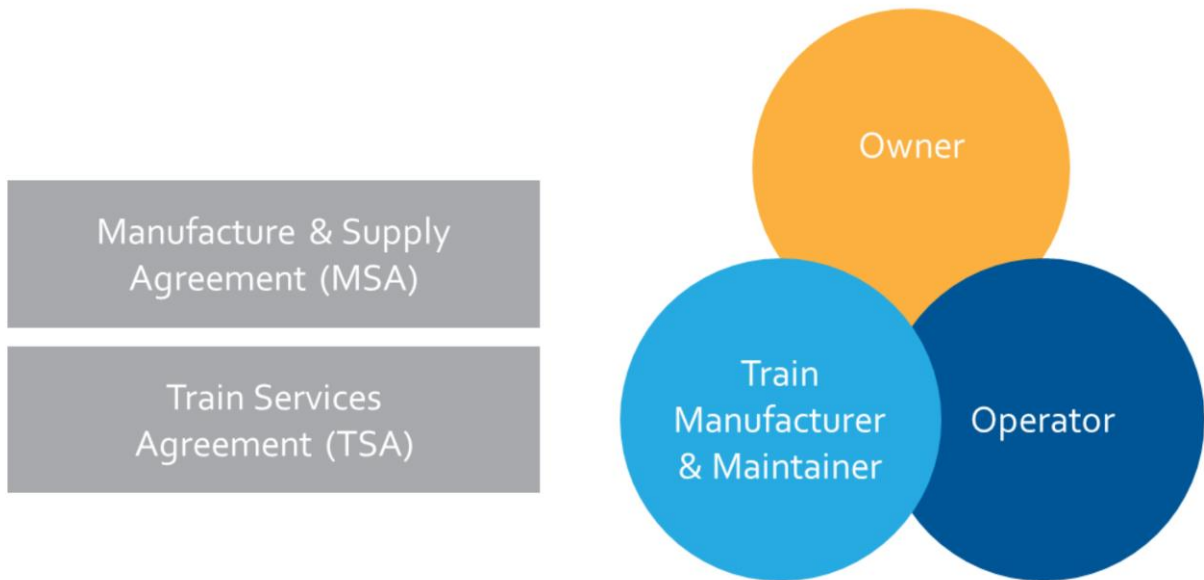 Manufacture & Supply
Agreement (MSA)
Train Services
Agreement (TSA)
Owner
Train
Manufacturer
& Maintainer
Operator